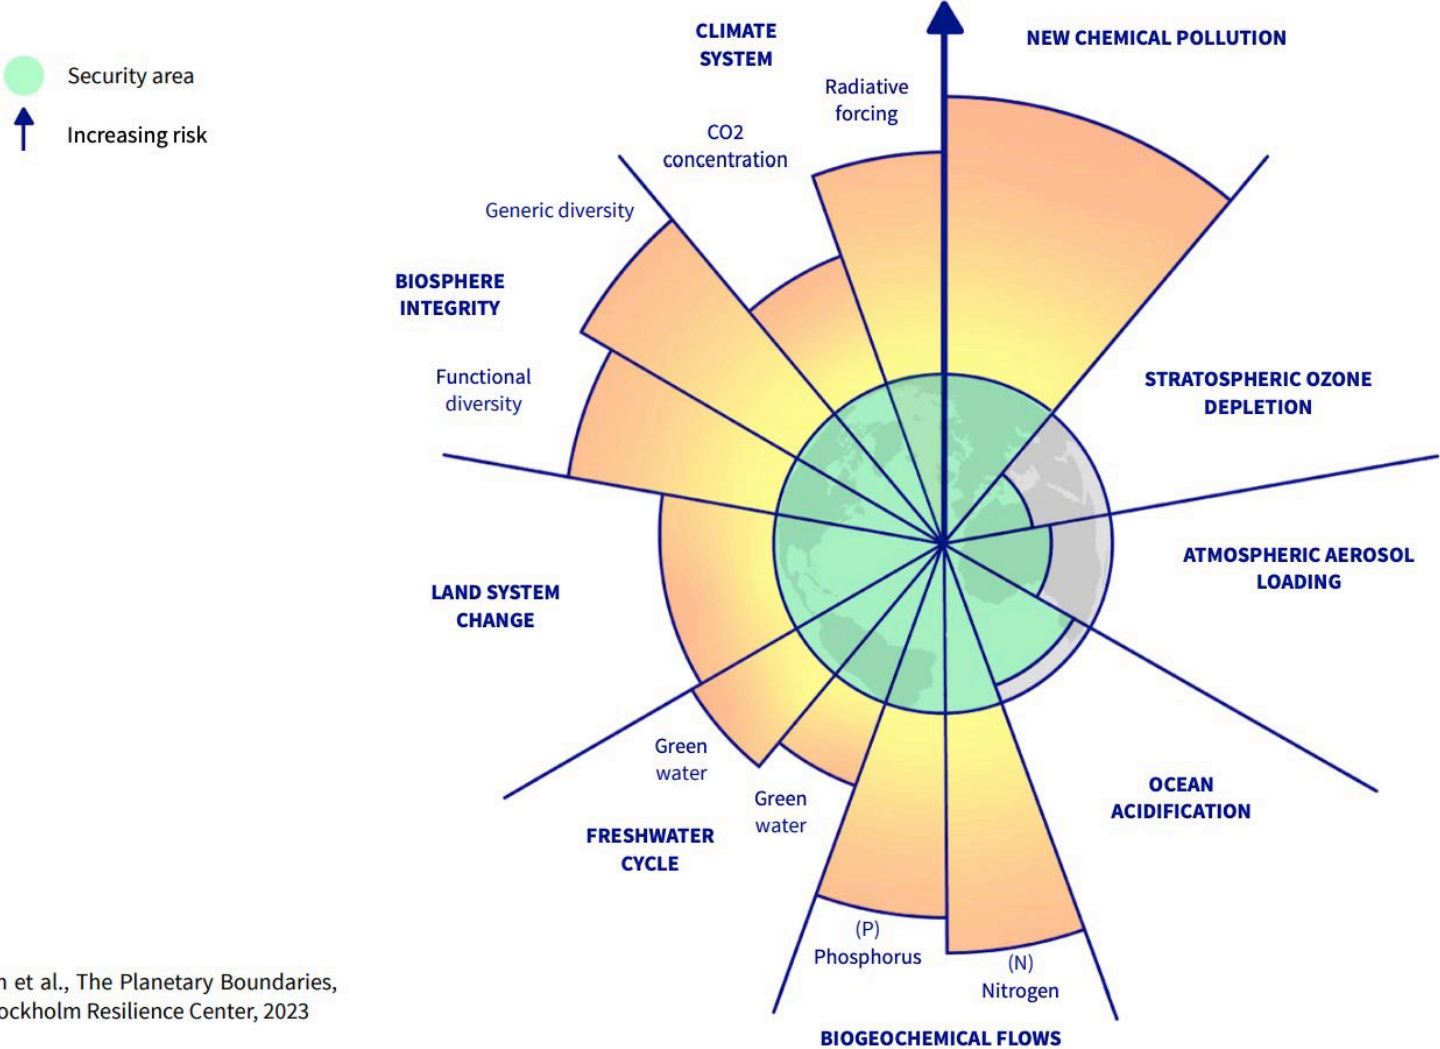 CLIMATE
SYSTEM
NEW CHEMICAL POLLUTION
Security area
Radiative
forcing
Increasing risk
CO2
concentration
Generic diversity
BIOSPHERE
INTEGRITY
Functional
diversity
STRATOSPHERIC OZONE
DEPLETION
ATMOSPHERIC AEROSOL
LOADING
LAND SYSTEM
CHANGE
Green
water
Green
water
OCEAN
ACIDIFICATION
FRESHWATER
CYCLE
(P)
Phosphorus
(N)
Nitrogen
et al., The Planetary Boundaries,
ockholm Resilience Center, 2023
BIOGEOCHEMICAL FLOWS